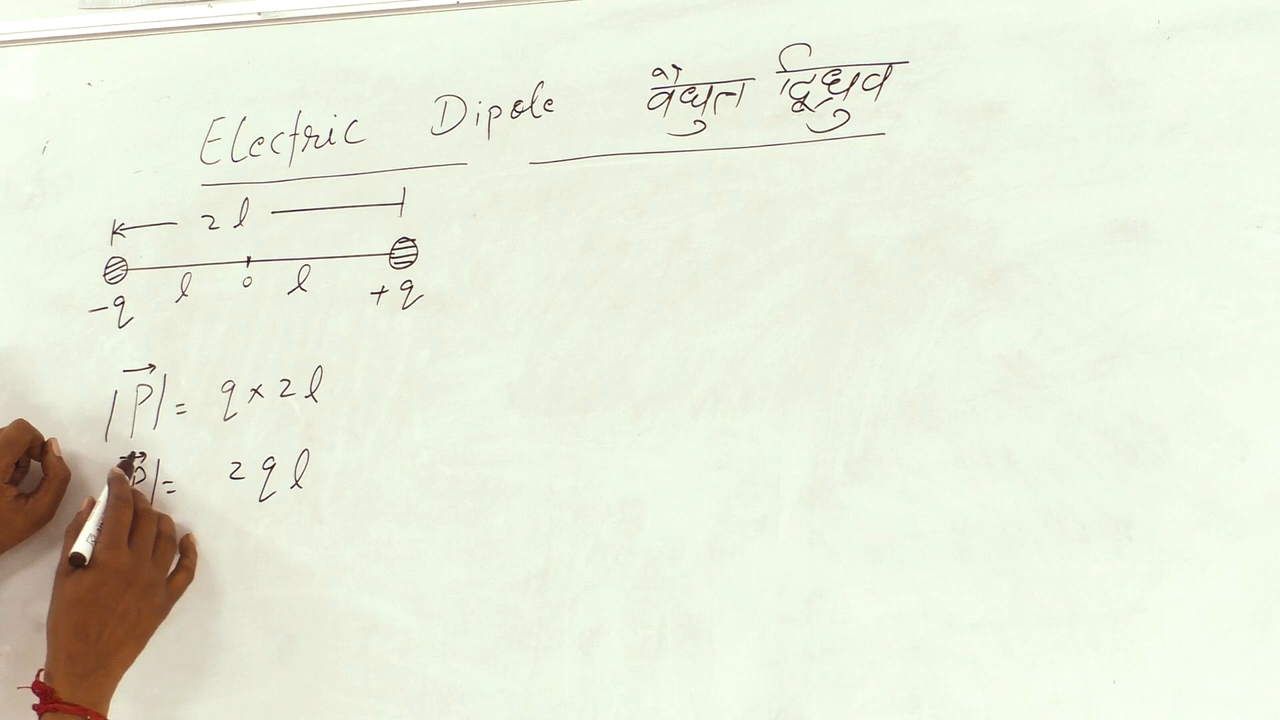 Electric Dipole वैधुत द्विध्रुव
2l
l o l
-q +q
|P⃗| = q × 2l
P⃗| = 2ql